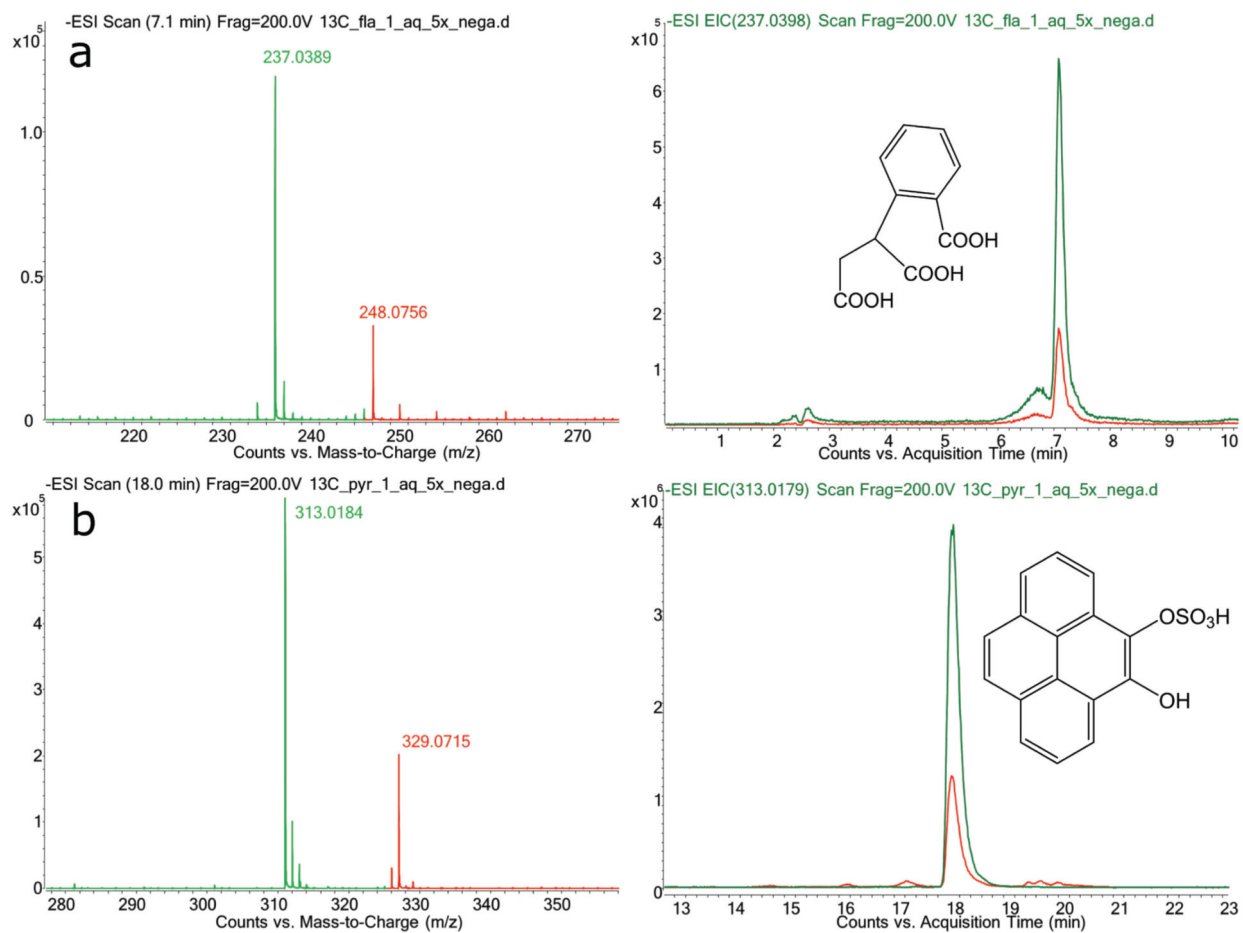 -ESI Scan (7.1 min) Frag=200.0V 13C_fla_1_aq_5x_nega.d
x10 5
a
237.0389
248.0756
1.0
0.5
0
220 230 240 250 260 270
Counts vs. Mass-to-Charge (m/z)
-ESI EIC(237.0398) Scan Frag=200.0V 13C_fla_1_aq_5x_nega.d
x10 5
6
5
4
3
2
1
COOH
COOH
COOH
1 2 3 4 5 6 7 8 9 10
Counts vs. Acquisition Time (min)
-ESI Scan (18.0 min) Frag=200.0V 13C_pyr_1_aq_5x_nega.d
x10 5
b
313.0184
329.0715
5
4
3
2
1
0
280 290 300 310 320 330 340 350
Counts vs. Mass-to-Charge (m/z)
-ESI EIC(313.0179) Scan Frag=200.0V 13C_pyr_1_aq_5x_nega.d
x10 6
4
3
2
1
0
OSO3H
OH
13 14 15 16 17 18 19 20 21 22 23
Counts vs. Acquisition Time (min)